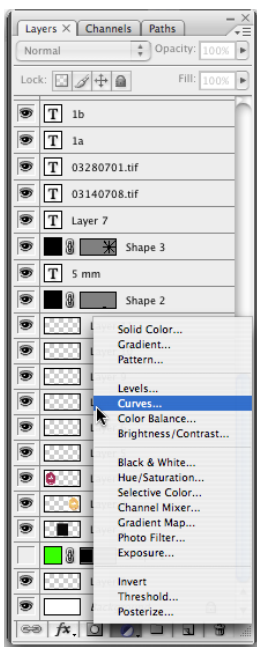 Layers × Channels Paths
Normal Opacity: 100%
Lock: Fill: 100%
T 1b
T 1a
T 03280701.tif
T 03140708.tif
T Layer 7
Shape 3
T 5 mm
Shape 2
Solid Color...
Gradient...
Pattern...
Levels...
Curves...
Color Balance...
Brightness/Contrast...
Black & White...
Hue/Saturation...
Selective Color...
Channel Mixer...
Gradient Map...
Photo Filter...
Exposure...
Invert
Threshold...
Posterize...
fx.